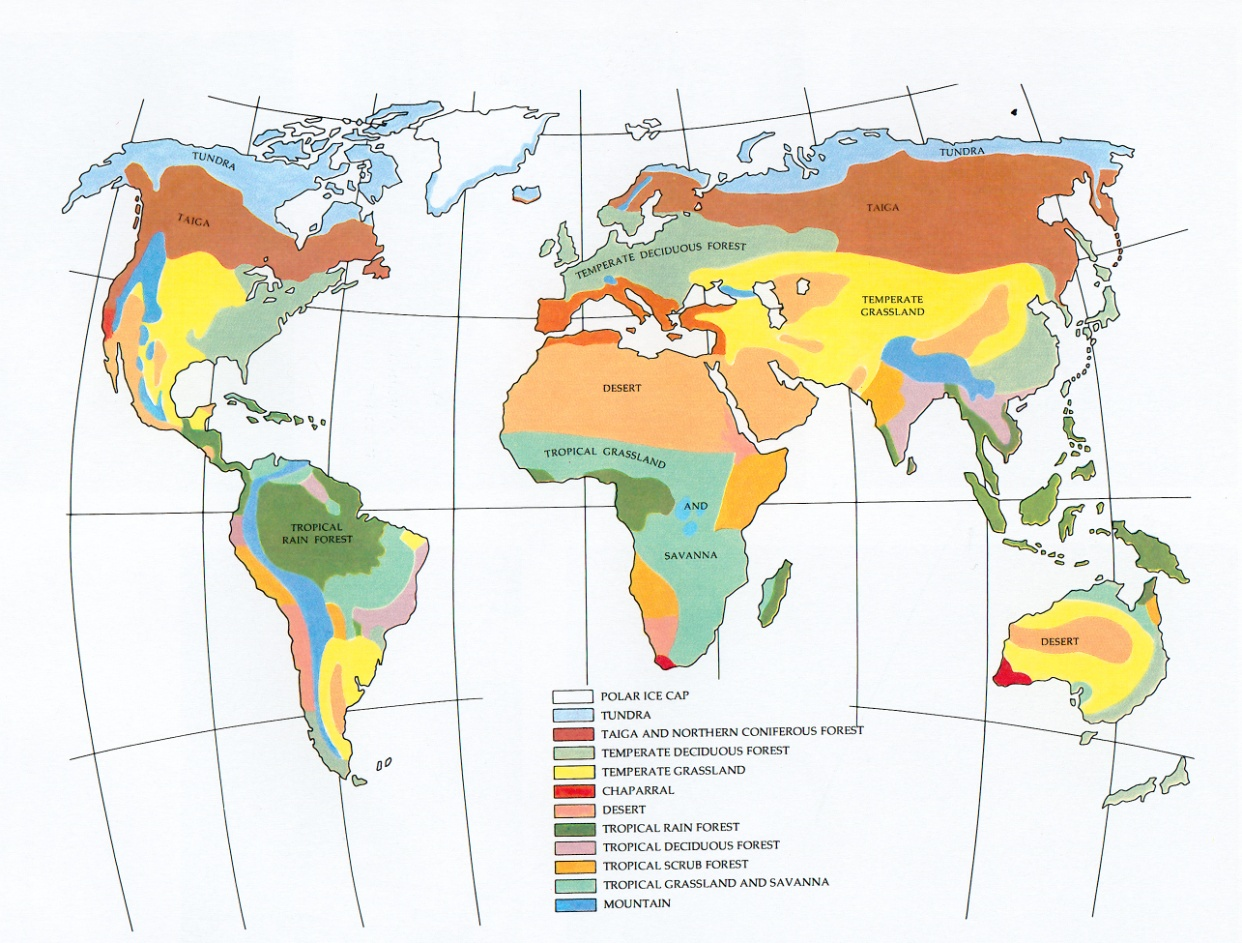 TUNDRA
TUNDRA
TAIGA
TAIGA
TEMPERATE DECIDUOUS FOREST
TEMPERATE
GRASSLAND
DESERT
TROPICAL GRASSLAND
AND
SAVANNA
TROPICAL
RAIN FOREST
DESERT
POLAR ICE CAP
TUNDRA
TAIGA AND NORTHERN CONIFEROUS FOREST
TEMPERATE DECIDUOUS FOREST
TEMPERATE GRASSLAND
CHAPARRAL
DESERT
TROPICAL RAIN FOREST
TROPICAL DECIDUOUS FOREST
TROPICAL SCRUB FOREST
TROPICAL GRASSLAND AND SAVANNA
MOUNTAIN